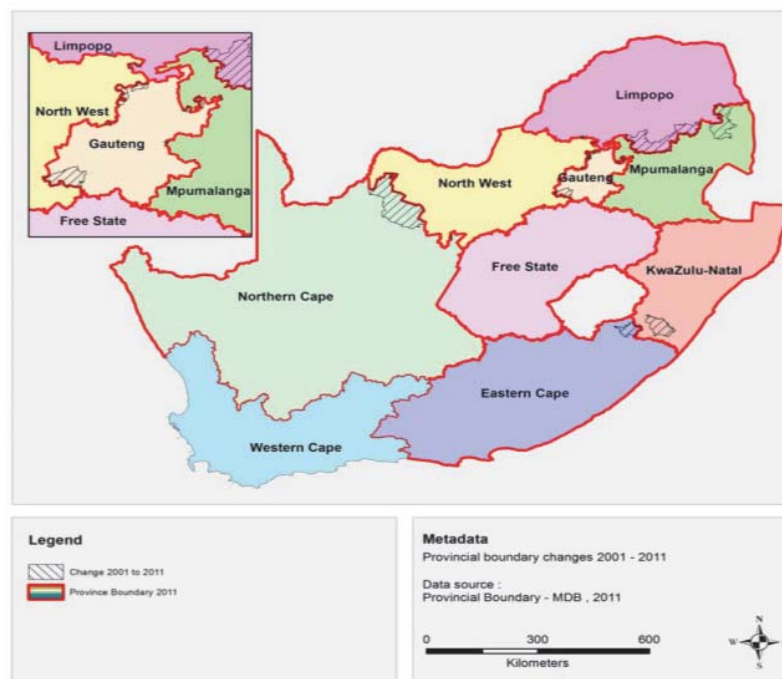 Limpopo
North West
Gauteng
Mpumalanga
Free State
Limpopo
North West
Gauteng
Mpumalanga
Free State
KwaZulu-Natal
Northern Cape
Eastern Cape
Western Cape
Legend
Change 2001 to 2011
Province Boundary 2011
Metadata
Provincial boundary changes 2001 - 2011
Data source :
Provincial Boundary - MDB , 2011
0 300 600
Kilometers
N
W E
S